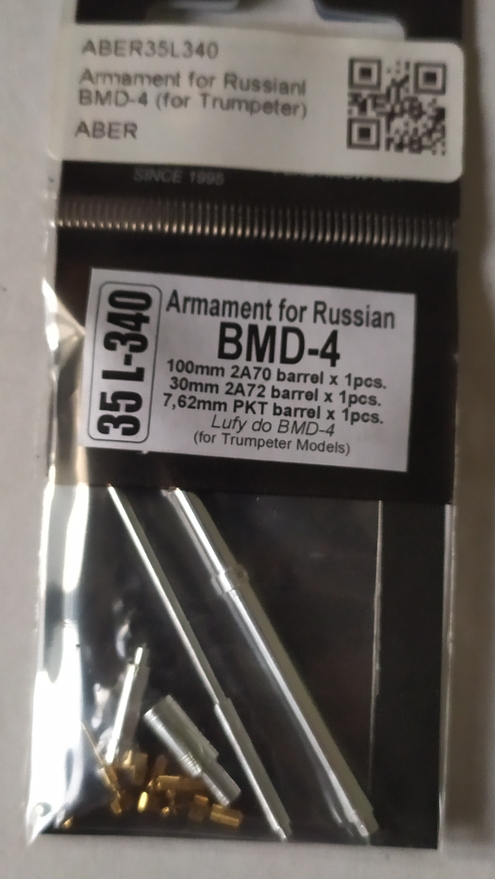 ABER35L340
Armament for Russianl
BMD-4 (for Trumpeter)
ABER
SINCE 1995
35 L-340
Armament for Russian
BMD-4
100mm 2A70 barrel x 1pcs.
30mm 2A72 barrel x 1pcs.
7,62mm PKT barrel x 1pcs.
Lufy do BMD-4
(for Trumpeter Models)